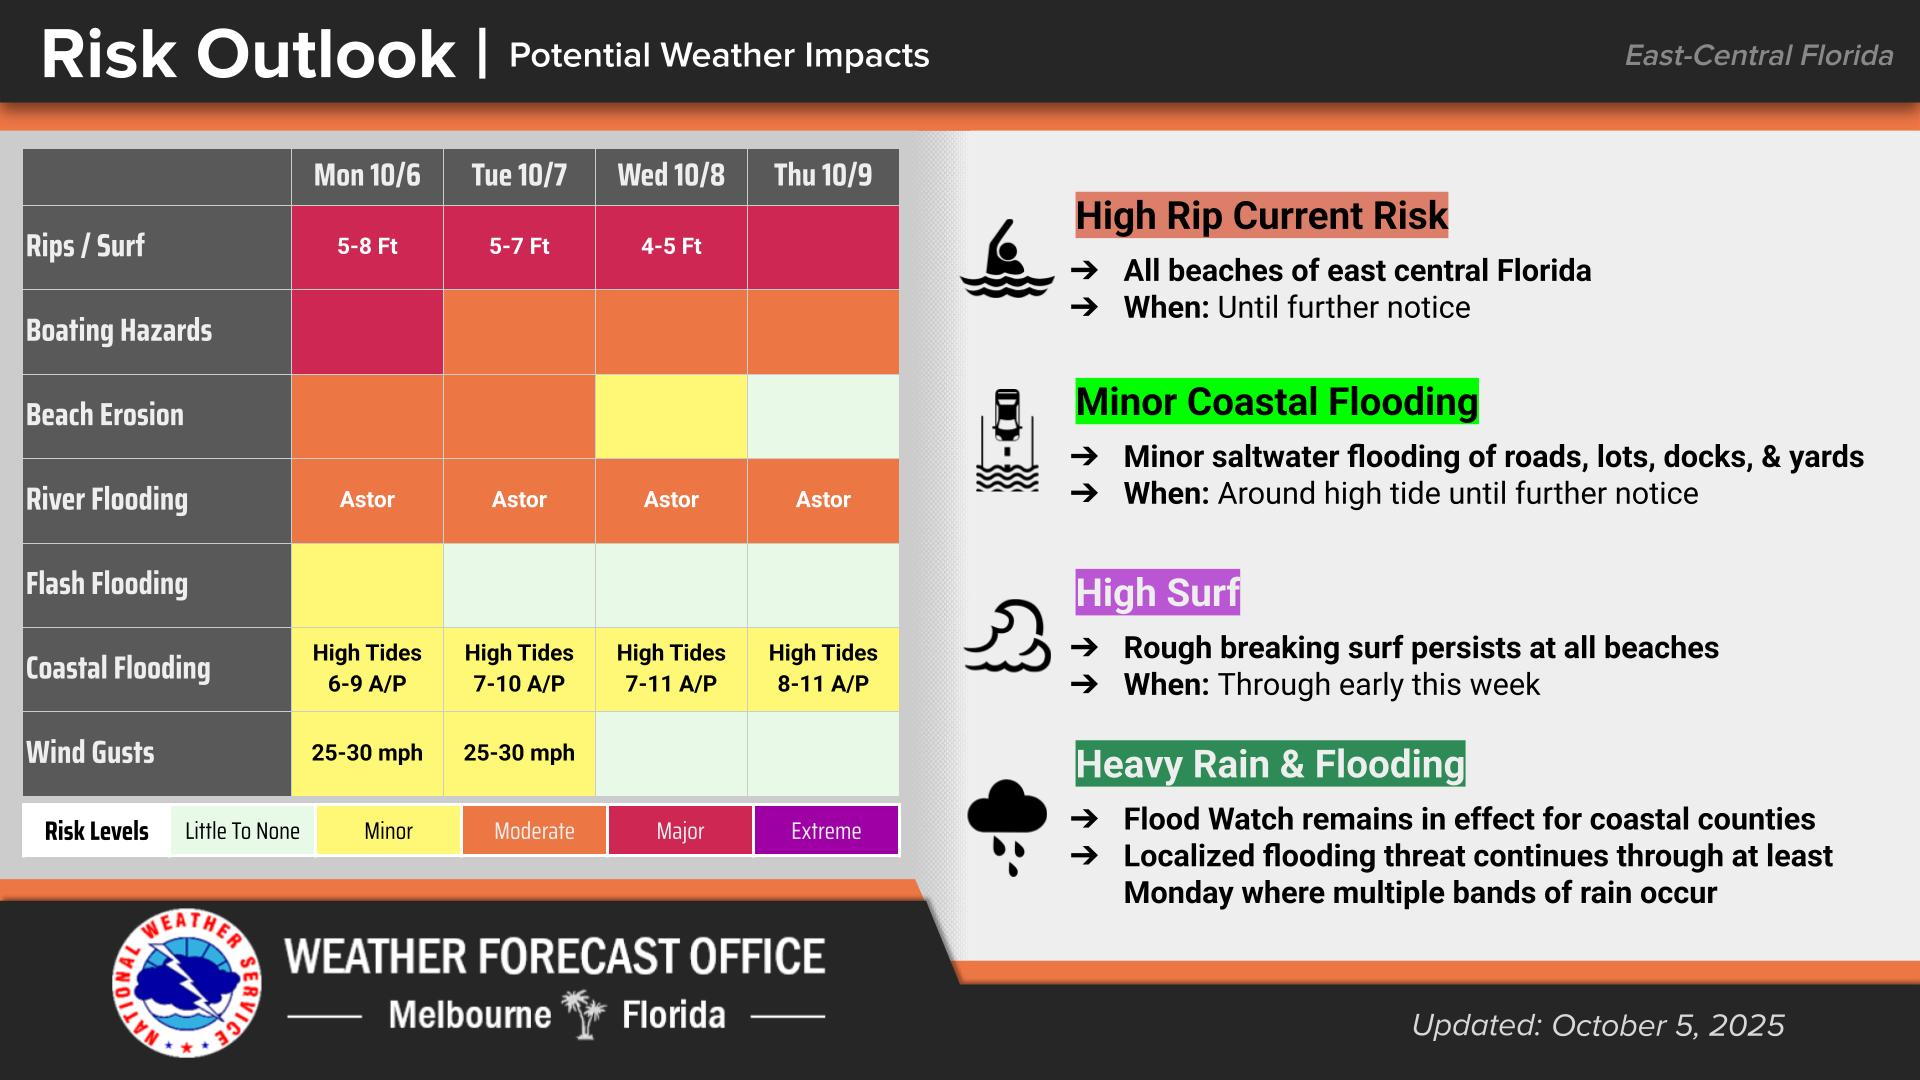 Risk Outlook | Potential Weather Impacts
East-Central Florida
Mon 10/6 Tue 10/7 Wed 10/8 Thu 10/9
Rips / Surf 5-8 Ft 5-7 Ft 4-5 Ft
Boating Hazards
Beach Erosion
River Flooding Astor Astor Astor Astor
Flash Flooding
Coastal Flooding High Tides 6-9 A/P High Tides 7-10 A/P High Tides 7-11 A/P High Tides 8-11 A/P
Wind Gusts 25-30 mph 25-30 mph
Risk Levels Little To None Minor Moderate Major Extreme
High Rip Current Risk
➔ All beaches of east central Florida
➔ When: Until further notice
Minor Coastal Flooding
➔ Minor saltwater flooding of roads, lots, docks, & yards
➔ When: Around high tide until further notice
High Surf
➔ Rough breaking surf persists at all beaches
➔ When: Through early this week
Heavy Rain & Flooding
➔ Flood Watch remains in effect for coastal counties
➔ Localized flooding threat continues through at least
Monday where multiple bands of rain occur
NATIONAL WEATHER SERVICE
WEATHER FORECAST OFFICE
Melbourne Florida
Updated: October 5, 2025